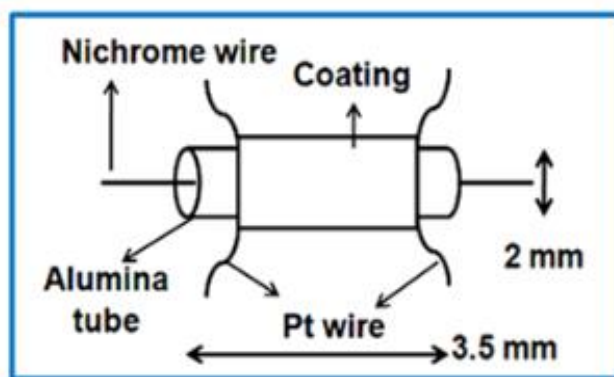 Nichrome wire
Coating
Alumina
tube
Pt wire
2 mm
3.5 mm